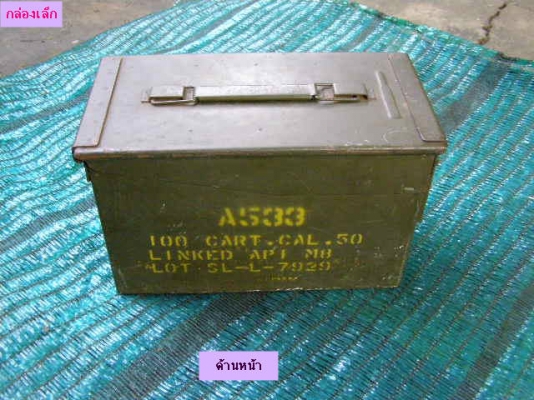 กล่องเล็ก
A533
100 CART.CAL.50
LINKED API M8
LOT SL-L-7929
ด้านหน้า